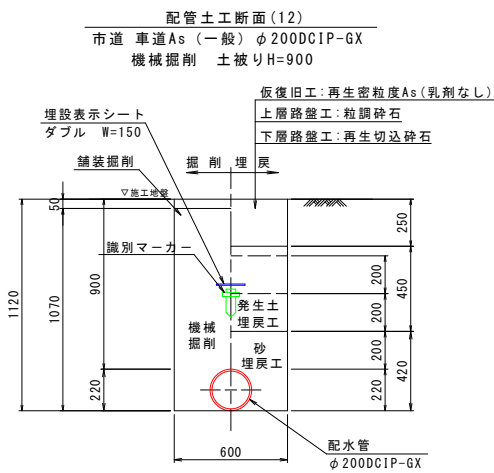 配管土工断面(12)
市道 車道As（一般）φ200DCIP-GX
機械掘削 土被りH=900
仮復旧工:再生密粒度As(乳剤なし)
上層路盤工:粒調砕石
下層路盤工:再生切込砕石
埋設表示シート
ダブル W=150
舗装掘削
掘削 埋戻
▽施工地盤
50
250
識別マーカー
900
200
450
1120
1070
発生土
埋戻工
200
機械
掘削
砂
埋戻工
200
420
220
220
600
配水管
φ200DCIP-GX